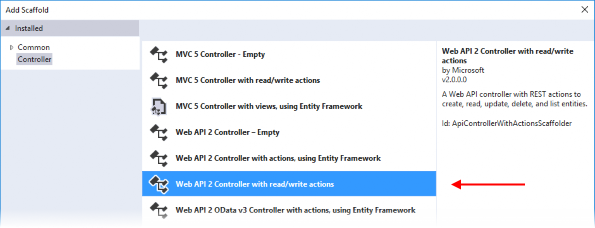 Add Scaffold
Installed
Common
Controller
MVC 5 Controller - Empty
MVC 5 Controller with read/write actions
MVC 5 Controller with views, using Entity Framework
Web API 2 Controller – Empty
Web API 2 Controller with actions, using Entity Framework
Web API 2 Controller with read/write actions
Web API 2 OData v3 Controller with actions, using Entity Framework
Web API 2 Controller with read/write
actions
by Microsoft
v2.0.0.0
A Web API controller with REST actions to
create, read, update, delete, and list entities.
Id: ApiControllerWithActionsScaffolder